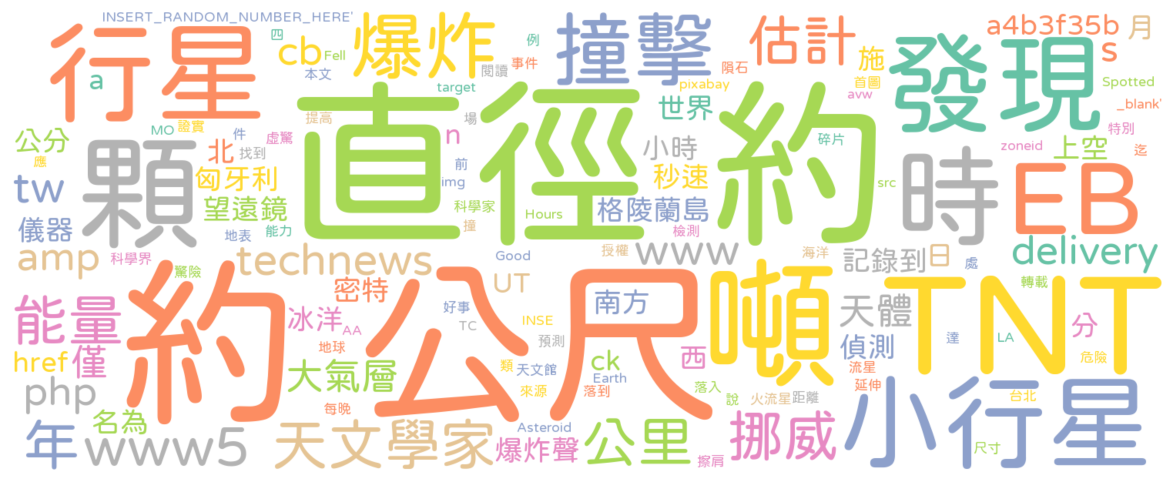 INSERT_RANDOM_NUMBER_HERE'
四
行星
cb
Fell
本文
a
爆炸
閱讀
例
事件
target
撞擊
隕石
pixabay
估計
施
首圖
avw
a4b3f35b
月
s
發現
Spotted
_blank'
特別
zoneid
迄
上空
公分
應
MO
證實
件
虛驚
找到
北
提高
場
n
前
img
世界
小時
秒速
碎片
src
直徑約
顆
匈牙利
望遠鏡
科學家
Hours
格陵蘭島
檢測
時
EB
tw
儀器
地表
能力
amp
科學界
technews
驚險
Good
授權
www
海洋
記錄到
日
處
delivery
轉載
密特
UT
南方
噸
天體
TNT
能量
冰洋
AA
好事
TC
INSE
預測
偵測
達
LA
分
危險
約公尺
href
僅
地球
大氣層
類
天文館
ck
Earth
西
流星
延伸
php
每晚
來源
落到
落入
說
火流星
距離
台北
名為
Asteroid
年
www5
天文學家
爆炸聲
公里
擦肩
挪威
小行星
尺寸
撞